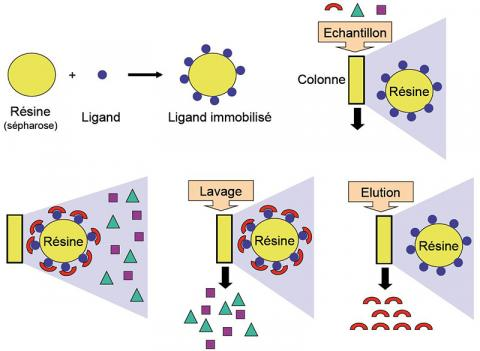 +
Résine
(sépharose)
Ligand
Ligand immobilisé
Echantillon
Colonne
Résine
Résine
Lavage
Résine
Elution
Résine